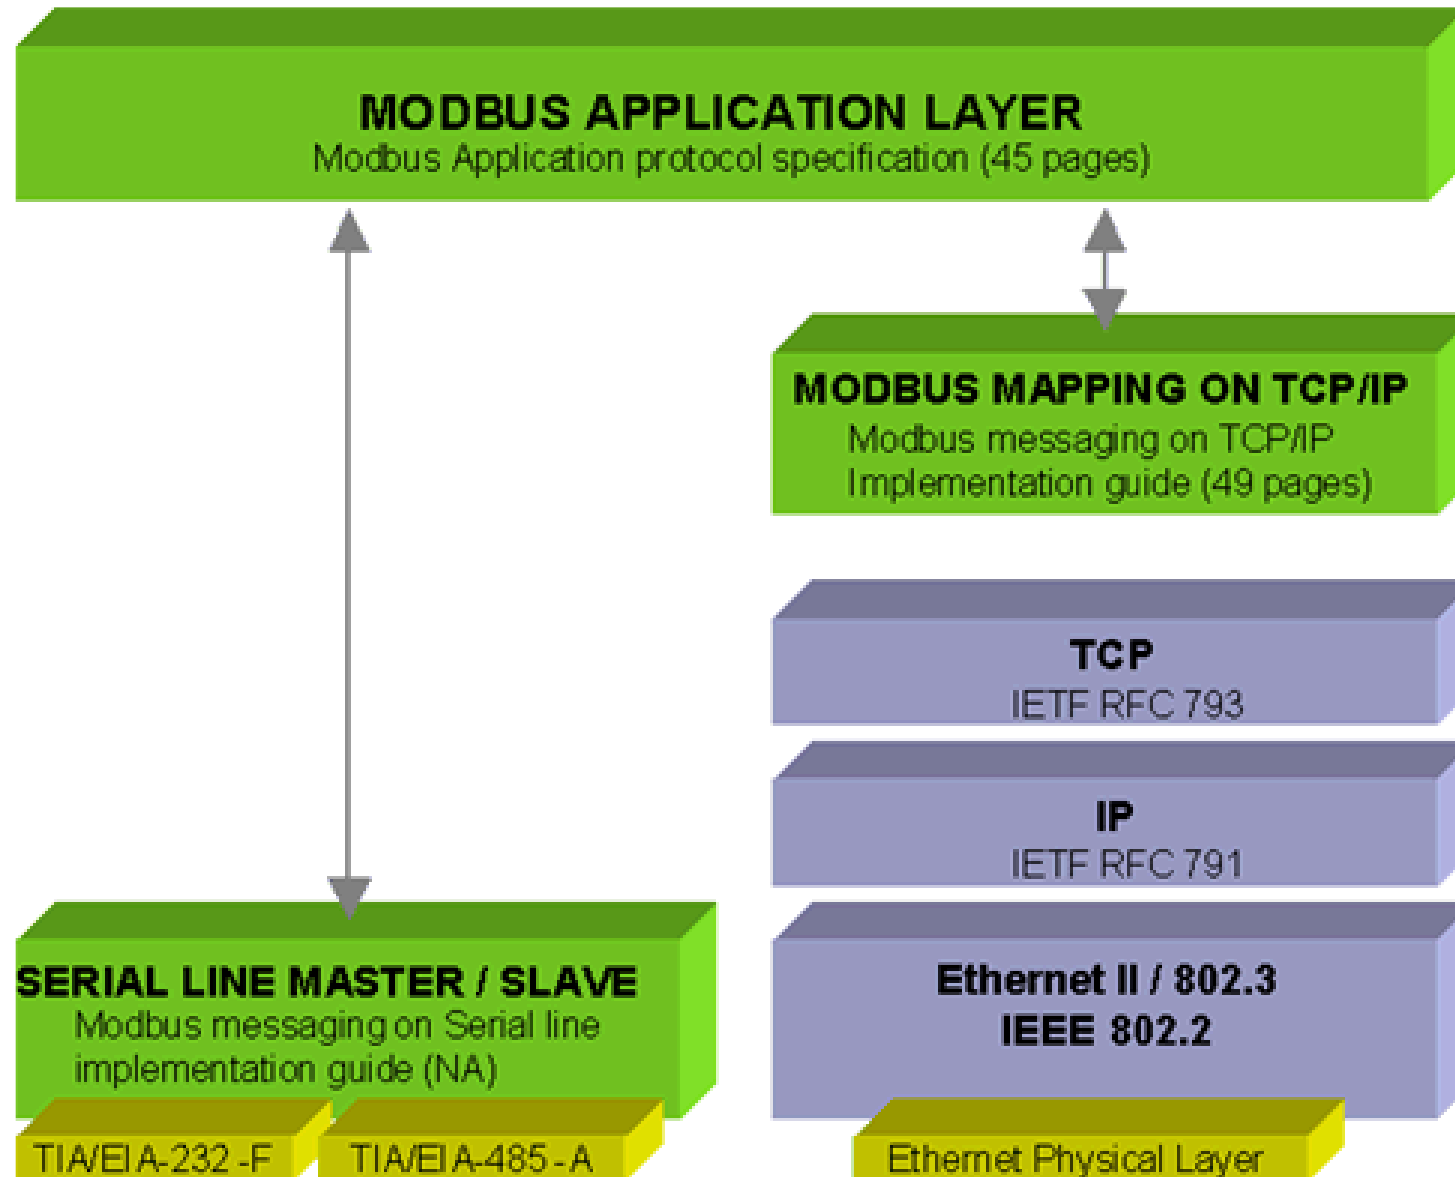 MODBUS APPLICATION LAYER
Modbus Application protocol specification (45 pages)
MODBUS MAPPING ON TCP/IP
Modbus messaging on TCP/IP
Implementation guide (49 pages)
TCP
IETF RFC 793
IP
IETF RFC 791
SERIAL LINE MASTER / SLAVE
Modbus messaging on Serial line
implementation guide (NA)
TIA/EIA-232-F
TIA/EIA-485-A
Ethernet II / 802.3
IEEE 802.2
Ethernet Physical Layer